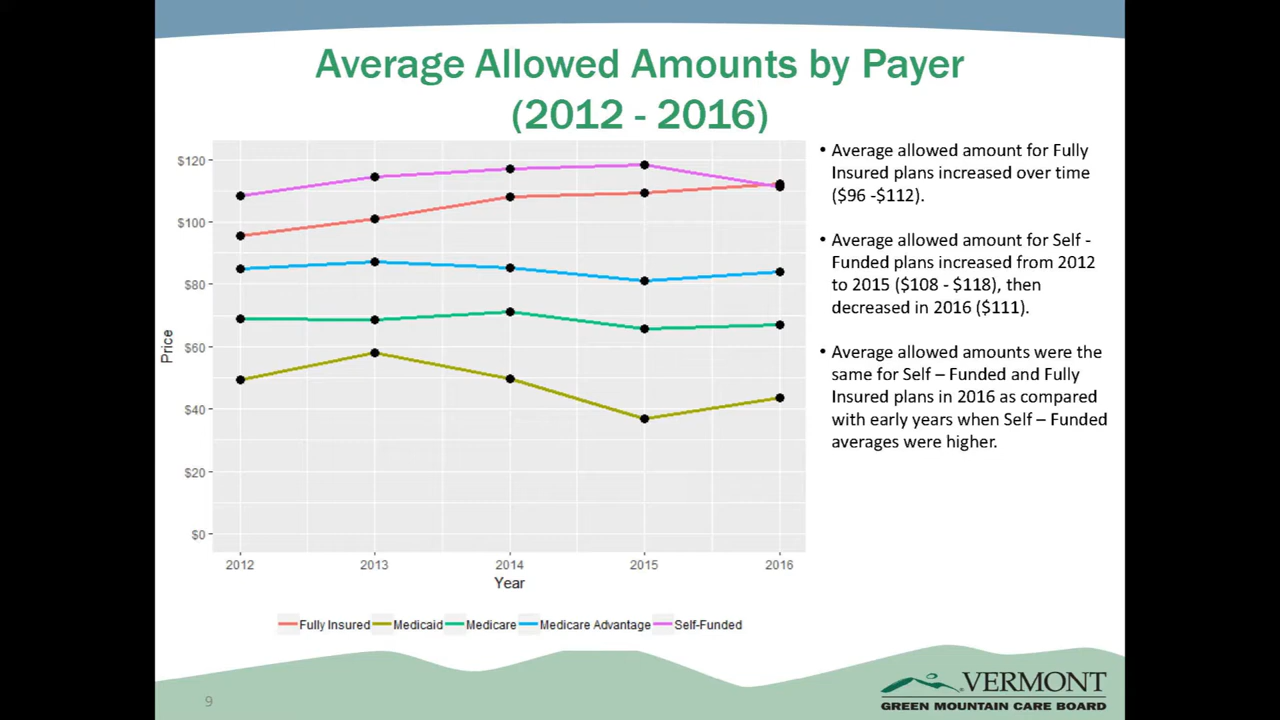 Average Allowed Amounts by Payer
(2012 - 2016)
$120
$100
$80
$60
$40
$20
$0
Price
2012 2013 2014 2015 2016
Year
Fully Insured Medicaid Medicare Medicare Advantage Self-Funded
• Average allowed amount for Fully
Insured plans increased over time
($96 -$112).
• Average allowed amount for Self -
Funded plans increased from 2012
to 2015 ($108 - $118), then
decreased in 2016 ($111).
• Average allowed amounts were the
same for Self – Funded and Fully
Insured plans in 2016 as compared
with early years when Self – Funded
averages were higher.
9
VERMONT
GREEN MOUNTAIN CARE BOARD